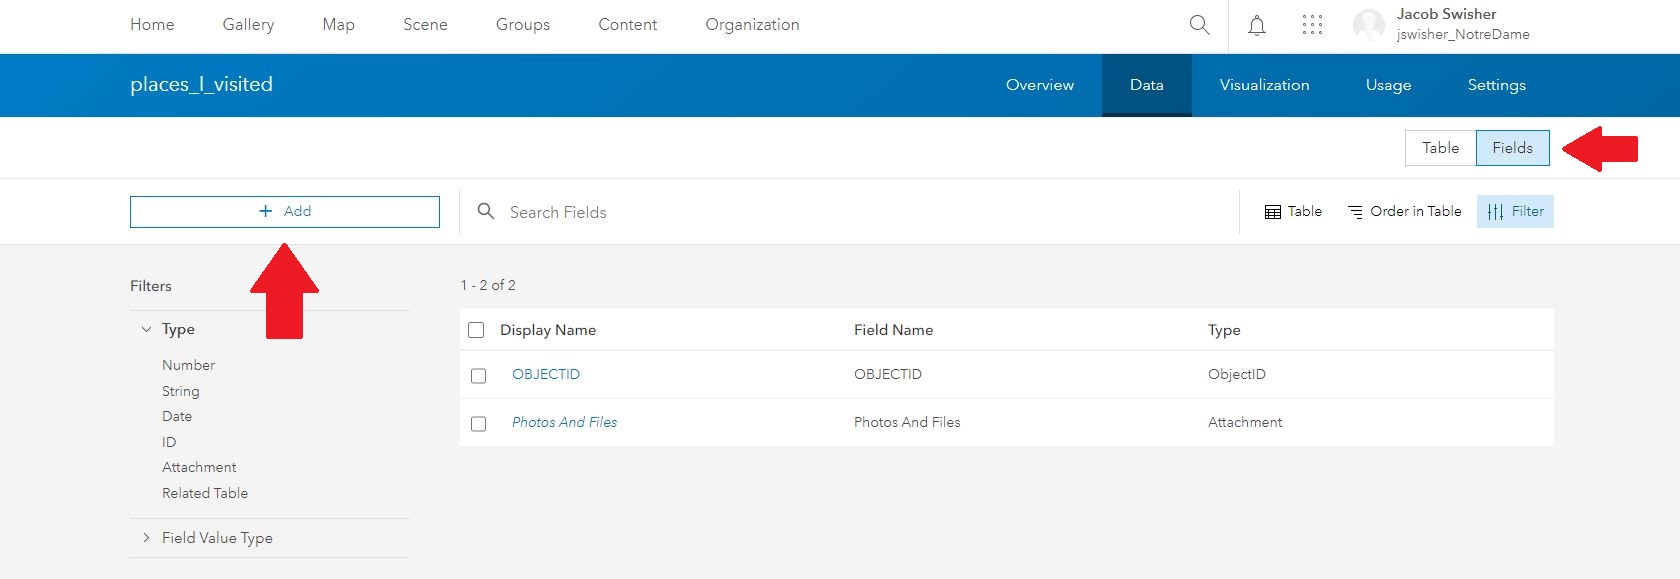 Home Gallery Map Scene Groups Content Organization
Jacob Swisher
jswisher_NotreDame
places_I_visited
Overview Data Visualization Usage Settings
Table Fields
+ Add
Search Fields
Table Order in Table Filter
Filters
1 - 2 of 2
Type
Display Name Field Name Type
Number
OBJECTID OBJECTID ObjectID
String
Date
Photos And Files Photos And Files Attachment
ID
Attachment
Related Table
Field Value Type